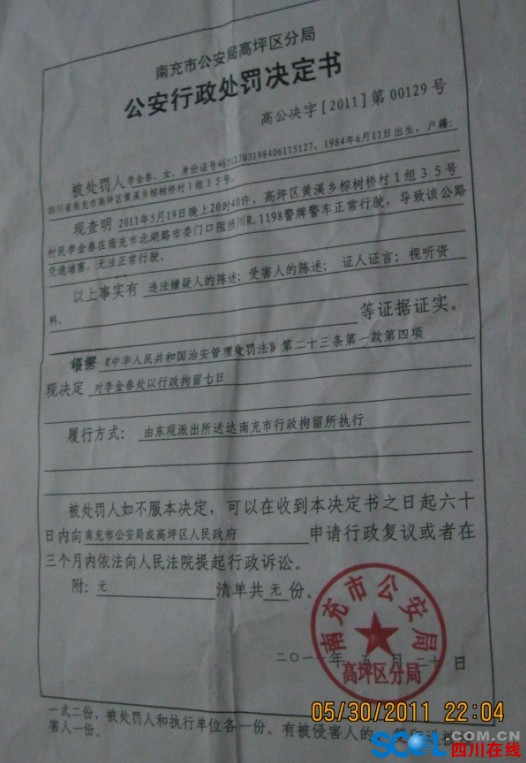 南充市公安局高坪区分局
公安行政处罚决定书
高公决字[2011]第00129号
被处罚人李金春、女、身份证号 1984年6月11日出生，户籍：
四川省南充市高坪区黄溪乡榕树桥村1组35号。
现查明 2011年5月19日晚上20时40许，高坪区黄溪乡榕树桥村1组35号
村民李金春在南充市北湖路市委门口阻挡川R.1198警牌警车正常行驶，导致该公路
交通堵塞，无法正常行驶。
以上事实有 违法嫌疑人的陈述；受害人的陈述； 证人证言；视听资
料。 等证据证实。
根据《中华人民共和国治安管理处罚法》第二十三条第一款第四项
现决定 对李金春处以行政拘留七日
履行方式： 由东观派出所送达南充市行政拘留所执行
被处罚人如不服本决定，可以在收到本决定书之日起六十
日内向南充市公安局或高坪区人民政府 申请行政复议或者在
三个月内依法向人民法院提起行政诉讼。
附：无 清单共无份。
南充市公安局
高坪区分局
二〇一一年五月二十日
一式二份，被处罚人和执行单位各一份。有被侵害人的
害人一份。
05/30/2011 22:04
SCOL.COM.CN
四川在线